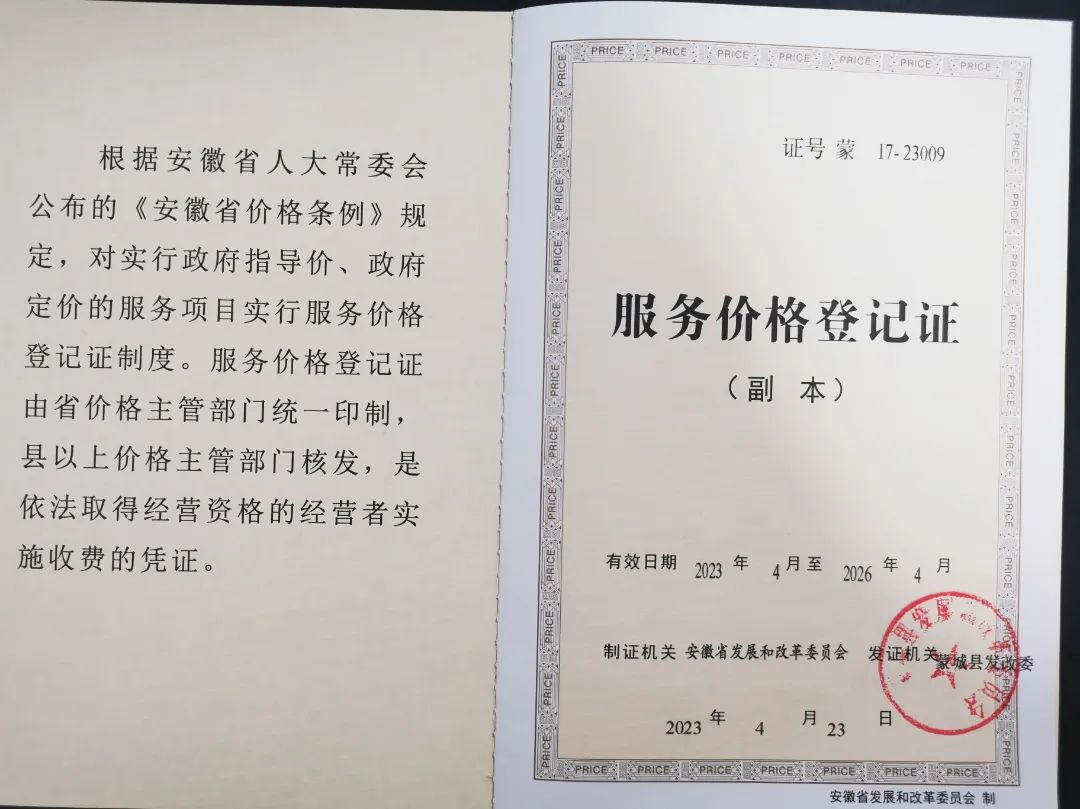 根据安徽省人大常委会
公布的《安徽省价格条例》规
定，对实行政府指导价、政府
定价的服务项目实行服务价格
登记证制度。服务价格登记证
由省价格主管部门统一印制，
县以上价格主管部门核发，是
依法取得经营资格的经营者实
施收费的凭证。
PRICE PRICE PRICE PRICE PRICE PRICE PRICE
证号 蒙 17-23009
服务价格登记证
（副 本）
有效日期 2023 年 4 月至 2026 年 4 月
制证机关 安徽省发展和改革委员会 发证机关 蒙城县发改委
2023 年 4 月 23 日
PRICE PRICE PRICE PRICE PRICE PRICE PRICE
安徽省发展和改革委员会 制